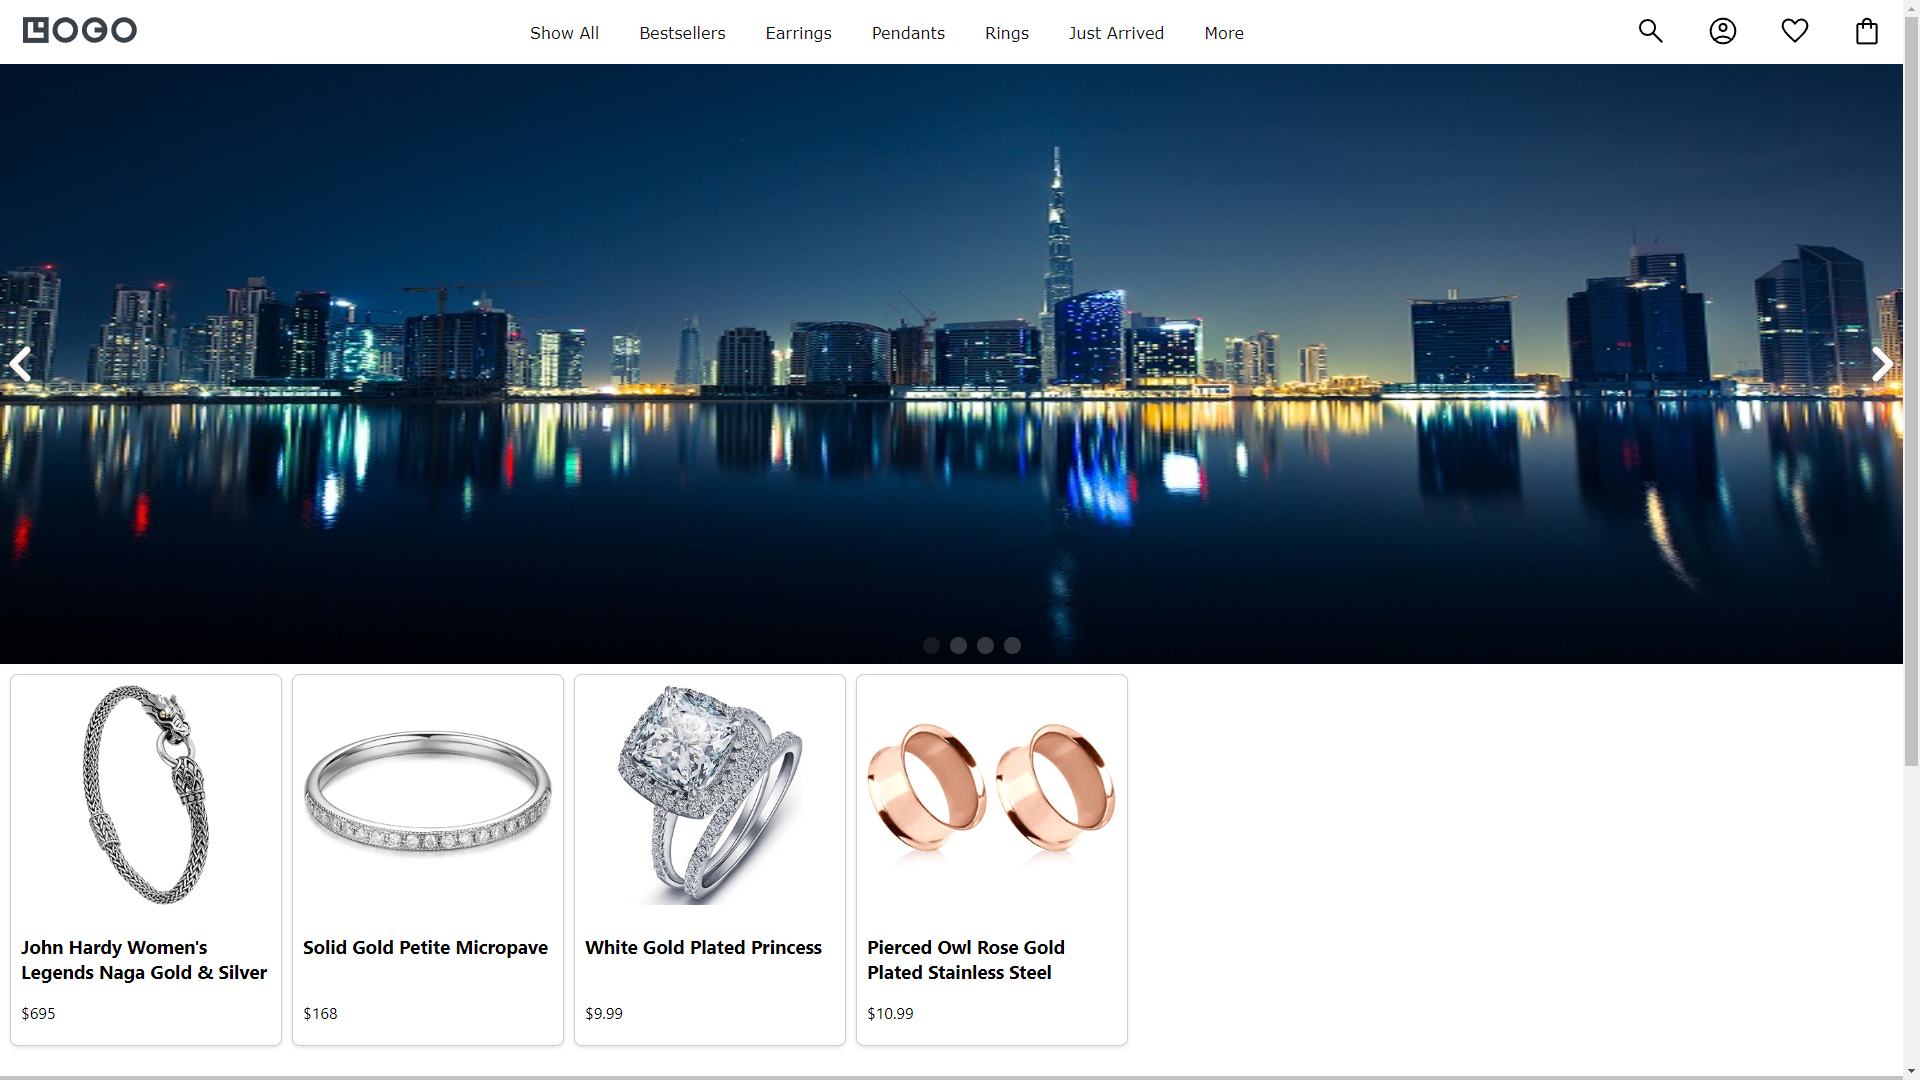 LOGO
Show All
Bestsellers
Earrings
Pendants
Rings
Just Arrived
More
John Hardy Women's
Legends Naga Gold & Silver
$695
Solid Gold Petite Micropave
$168
White Gold Plated Princess
$9.99
Pierced Owl Rose Gold
Plated Stainless Steel
$10.99